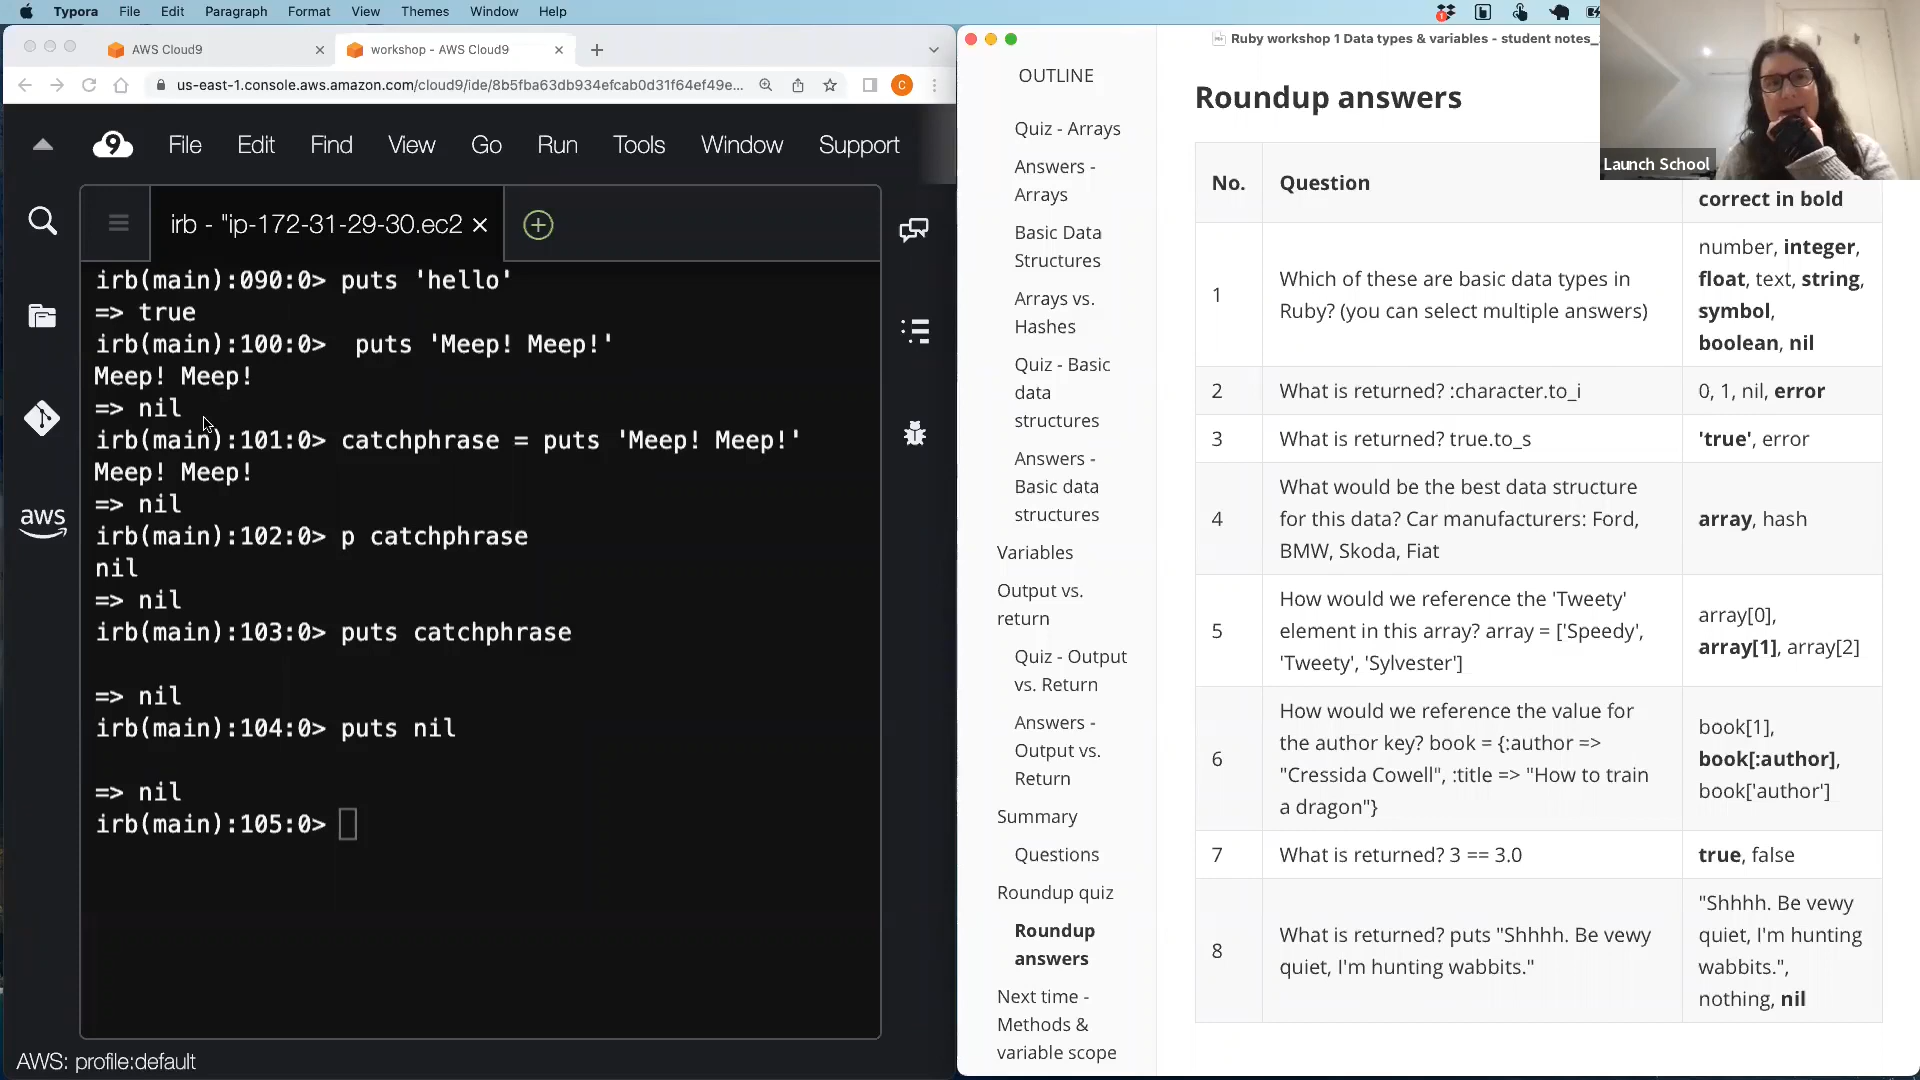 Typora File Edit Paragraph Format View Themes Window Help
AWS Cloud9
workshop - AWS Cloud9
us-east-1.console.aws.amazon.com/cloud9/ide/8b5fba63db934efcab0d31f64ef49e...
C
9 File Edit Find View Go Run Tools Window Support
irb - "ip-172-31-29-30.ec2
irb(main):090:0> puts 'hello'
=> true
irb(main):100:0>  puts 'Meep! Meep!'
Meep! Meep!
=> nil
irb(main):101:0> catchphrase = puts 'Meep! Meep!'
Meep! Meep!
=> nil
irb(main):102:0> p catchphrase
nil
=> nil
irb(main):103:0> puts catchphrase
=> nil
irb(main):104:0> puts nil
=> nil
irb(main):105:0>
aws
AWS: profile:default
Ruby workshop 1 Data types & variables - student notes_
OUTLINE
Quiz - Arrays
Answers -
Arrays
Basic Data
Structures
Arrays vs.
Hashes
Quiz - Basic
data
structures
Answers -
Basic data
structures
Variables
Output vs.
return
Quiz - Output
vs. Return
Answers -
Output vs.
Return
Summary
Questions
Roundup quiz
Roundup
answers
Next time -
Methods &
variable scope
Launch School
Roundup answers
No. Question
correct in bold
1
Which of these are basic data types in
Ruby? (you can select multiple answers)
number, integer,
float, text, string,
symbol,
boolean, nil
2 What is returned? :character.to_i 0, 1, nil, error
3 What is returned? true.to_s 'true', error
4
What would be the best data structure
for this data? Car manufacturers: Ford,
BMW, Skoda, Fiat
array, hash
5
How would we reference the 'Tweety'
element in this array? array = ['Speedy',
'Tweety', 'Sylvester']
array[0],
array[1], array[2]
6
How would we reference the value for
the author key? book = {:author =>
"Cressida Cowell", :title => "How to train
a dragon"}
book[1],
book[:author],
book['author']
7 What is returned? 3 == 3.0 true, false
8
What is returned? puts "Shhhh. Be vewy
quiet, I'm hunting wabbits."
"Shhhh. Be vewy
quiet, I'm hunting
wabbits.",
nothing, nil